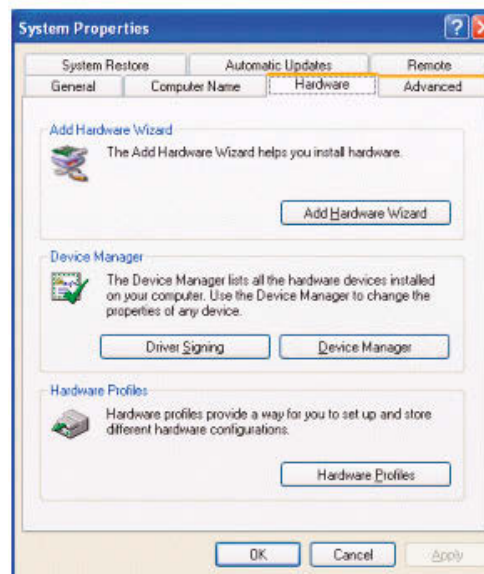 System Properties
System Restore Automatic Updates Remote
General Computer Name Hardware Advanced
Add Hardware Wizard
The Add Hardware Wizard helps you install hardware.
Add Hardware Wizard
Device Manager
The Device Manager lists all the hardware devices installed
on your computer. Use the Device Manager to change the
properties of any device.
Driver Signing Device Manager
Hardware Profiles
Hardware profiles provide a way for you to set up and store
different hardware configurations.
Hardware Profiles
OK Cancel Apply